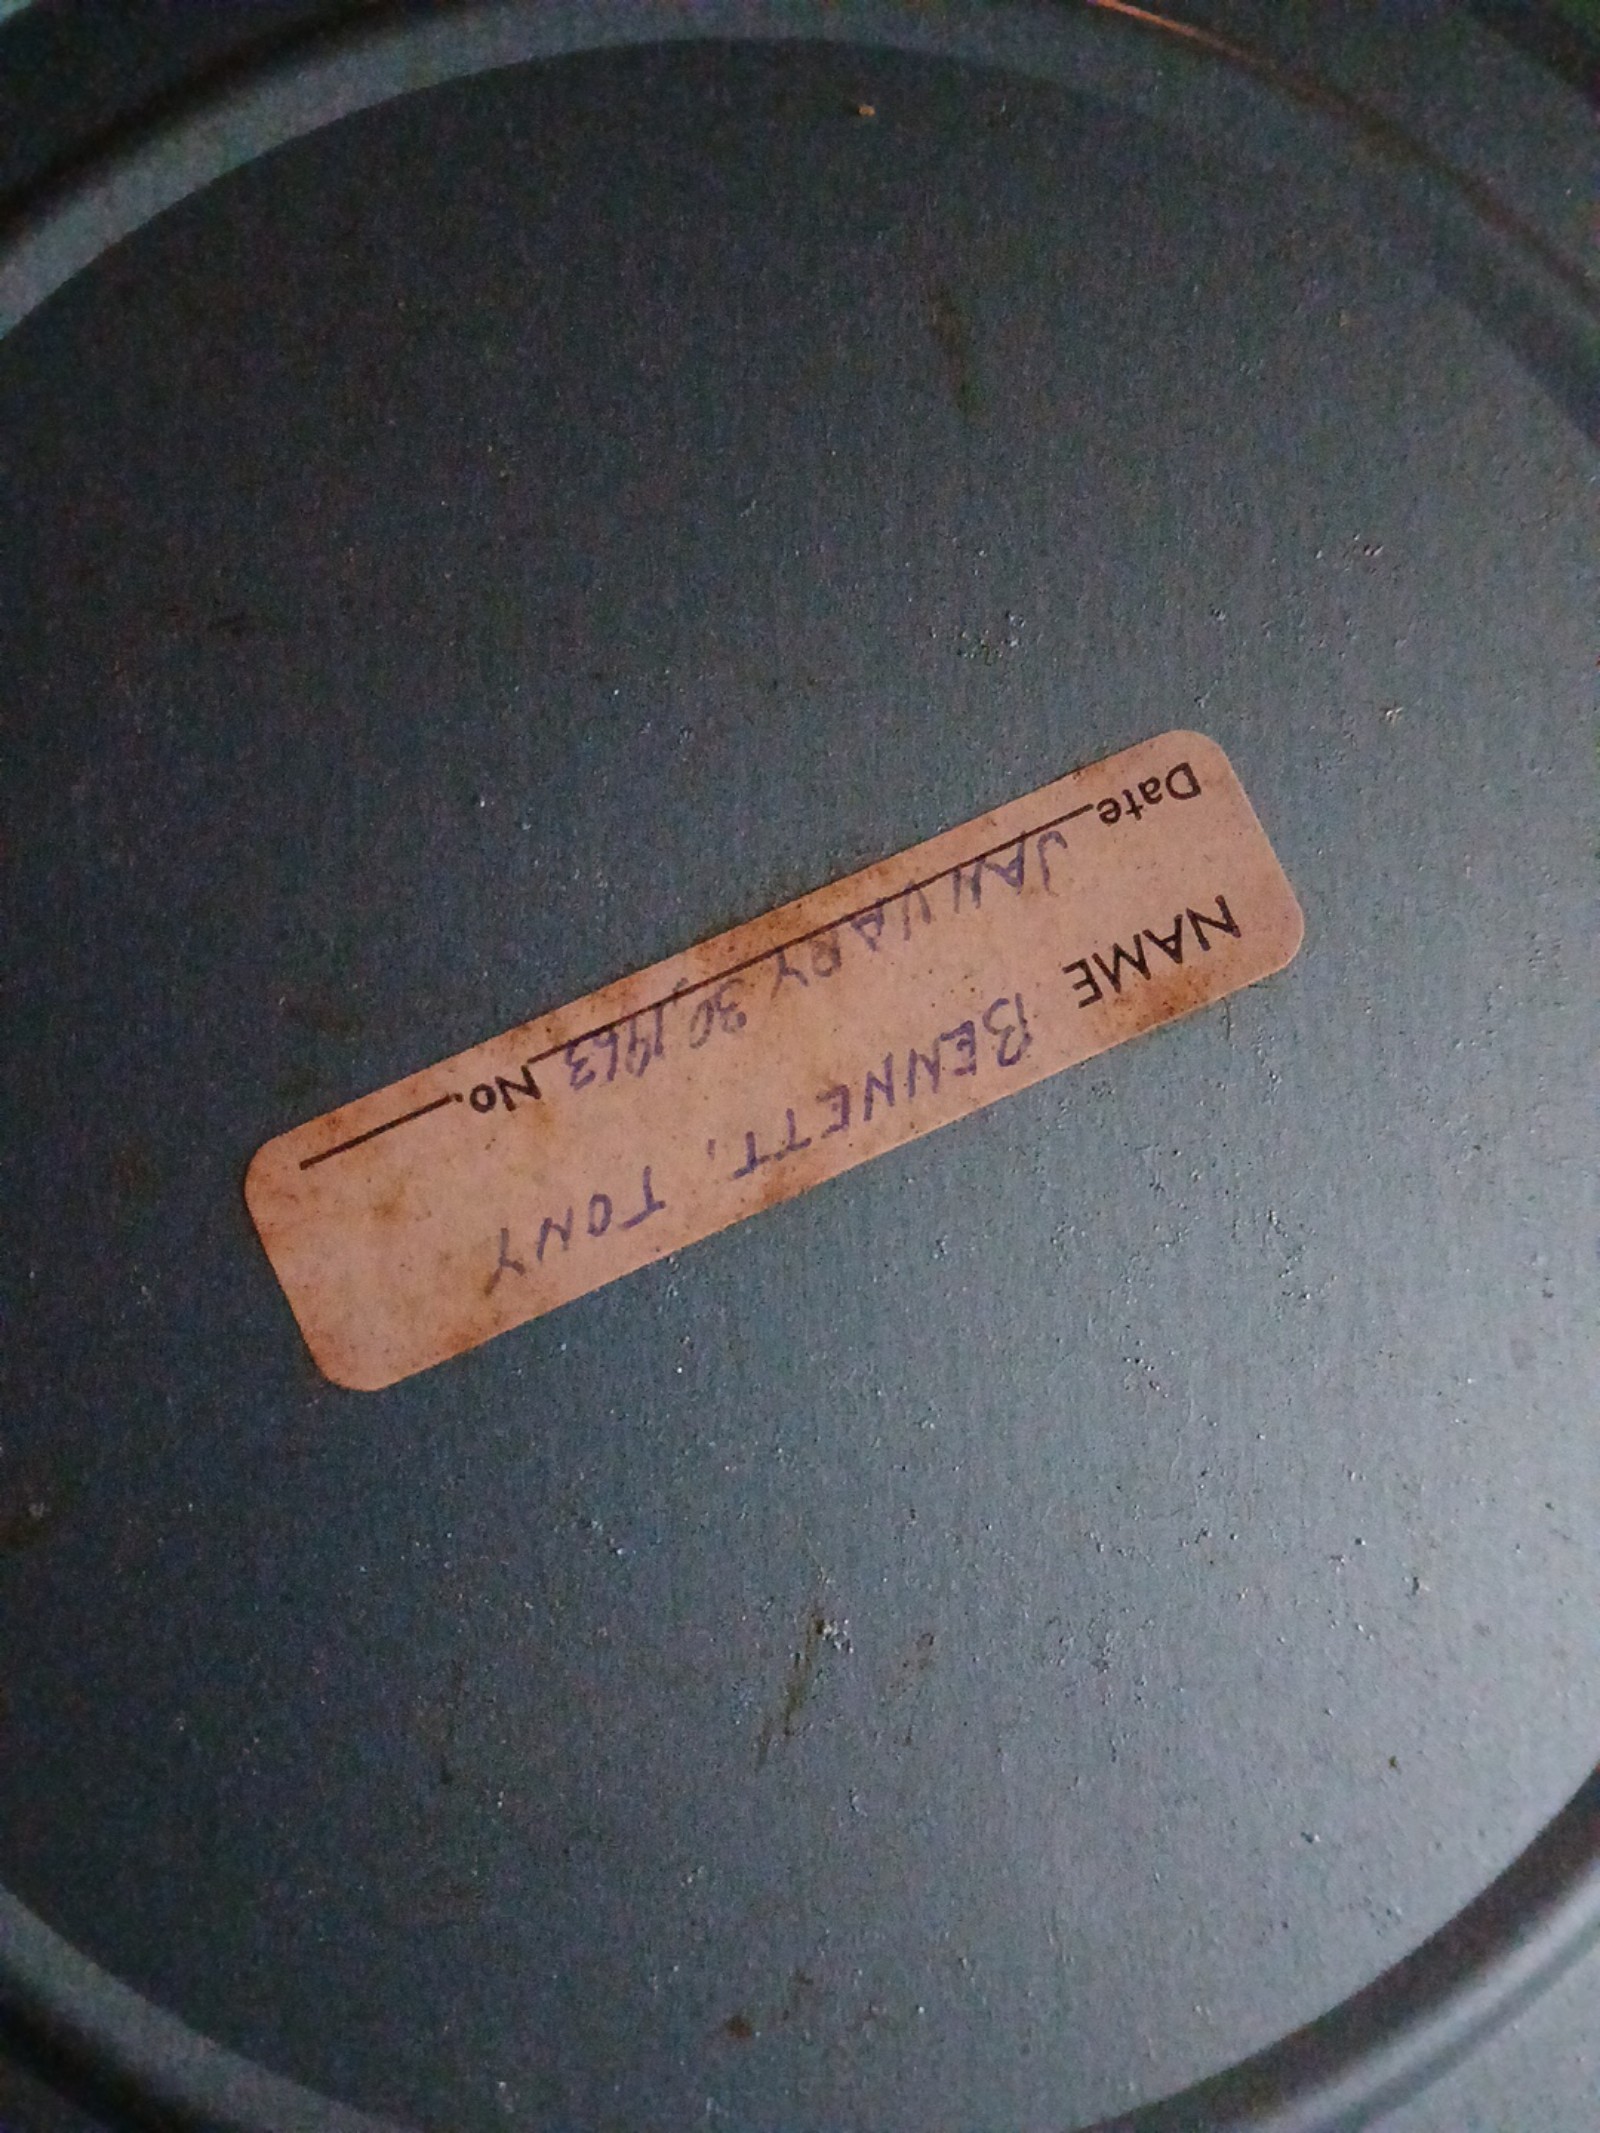 NAME BENNETT, TONY
JANUARY 30, 1963
Date No.